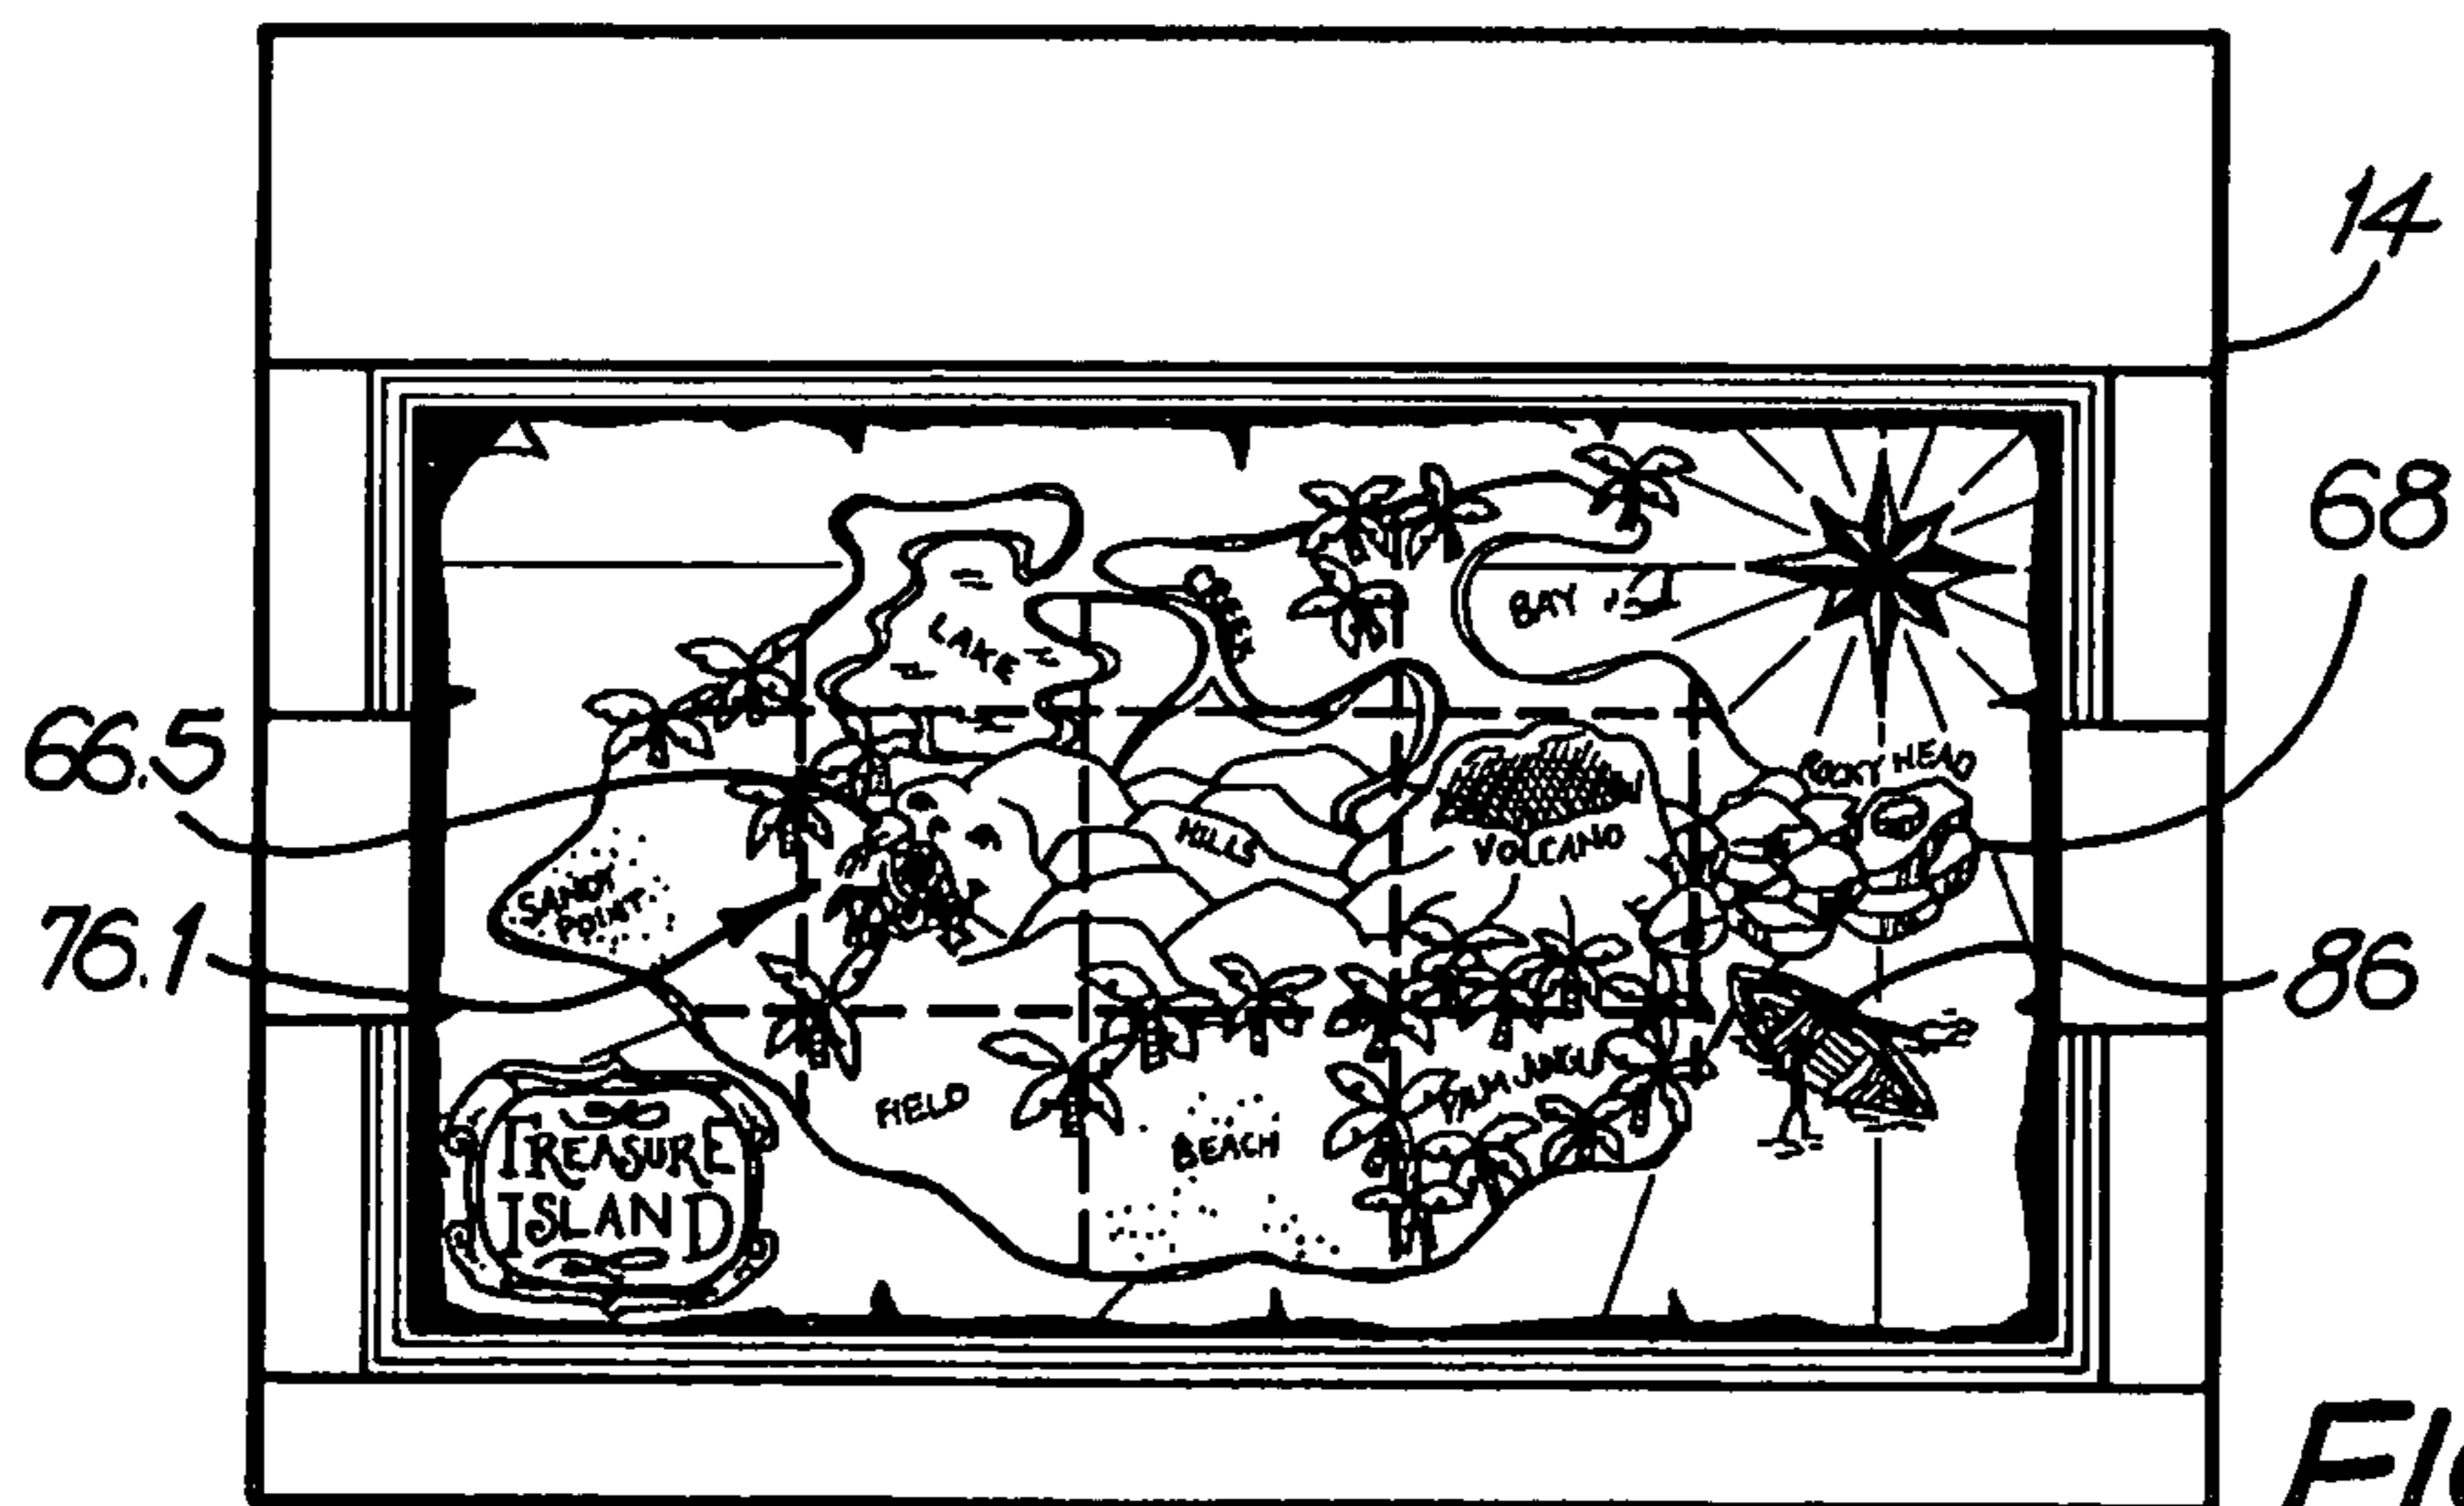 14
68
BAY
LAKE
66.5
ROCKY HEAD
HILLS
VOLCANO
SANDY
POINT
76.1
86
PALM JUNGLE
FIELD
BEACH
TREASURE
ISLAND